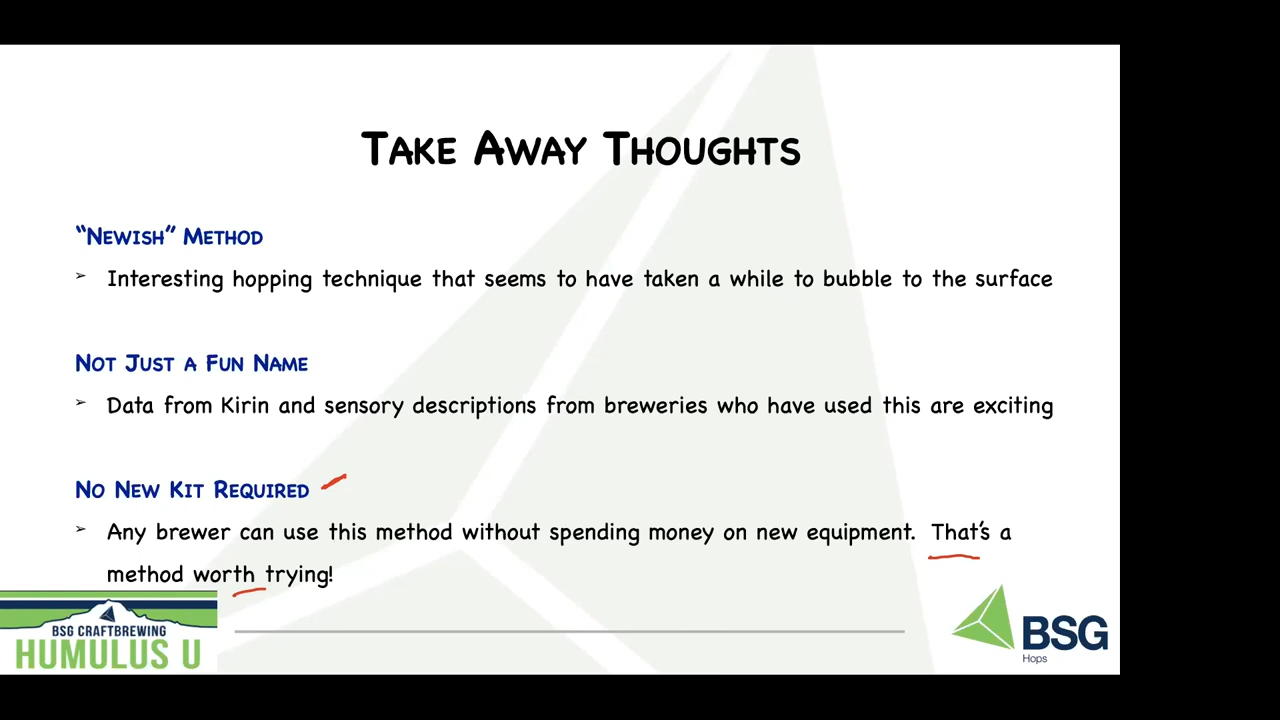 Take Away Thoughts
“Newish” Method
➢ Interesting hopping technique that seems to have taken a while to bubble to the surface
Not Just a Fun Name
➢ Data from Kirin and sensory descriptions from breweries who have used this are exciting
No New Kit Required
➢ Any brewer can use this method without spending money on new equipment. That’s a
method worth trying!
BSG CRAFTBREWING
HUMULUS U
BSG
Hops